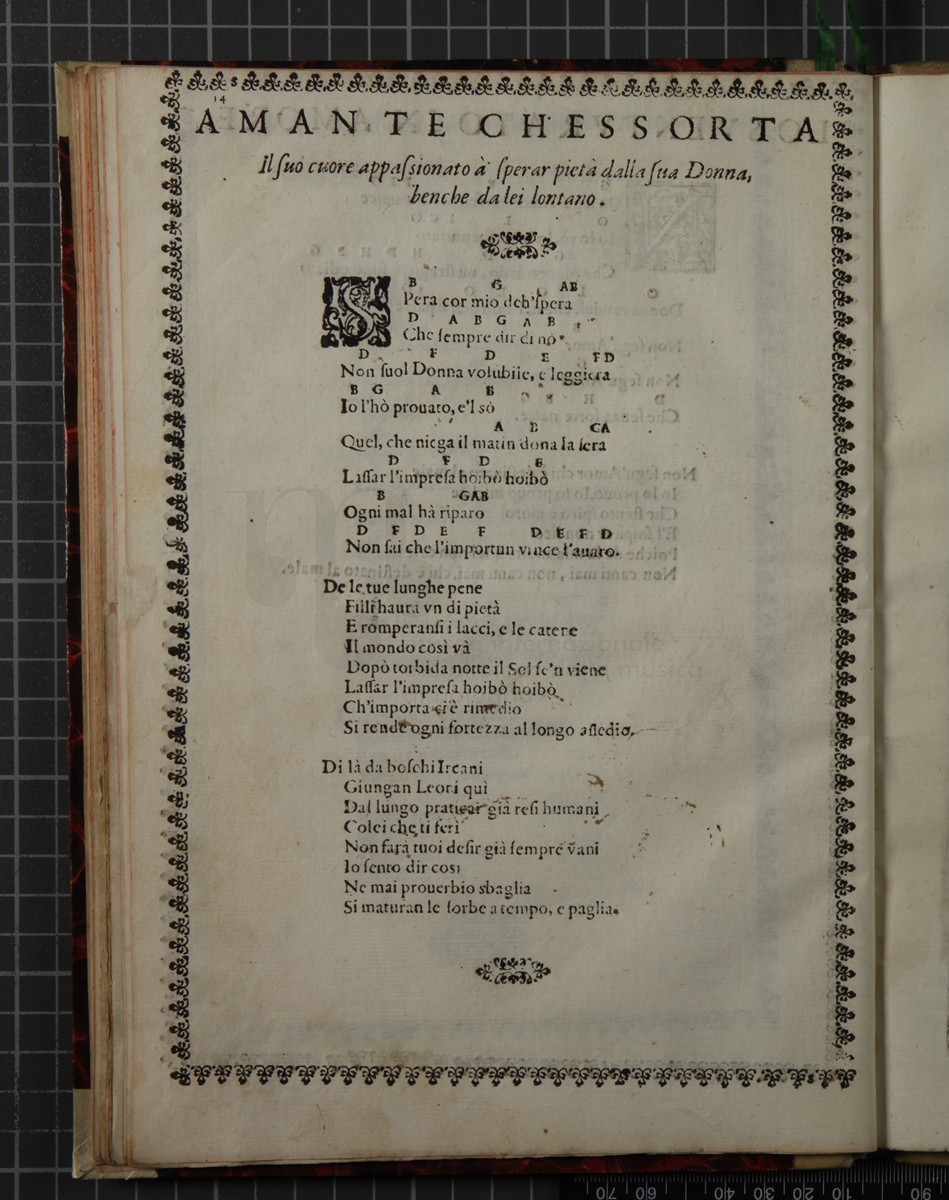 14
AMANTE CHESSORTA
Il ſuo cuore appaſsionato à ſperar pietà dalla ſua Donna,
benche da lei lontano.
B G AB
SPera cor mio deh'ſpera
D A B G A B
Che ſempre dir di nò
D F D E FD
Non ſuol Donna volubile, e leggiera
B G A B
Io l'hò prouato, e'l sò
A B CA
Quel, che niega il matin dona la ſera
D F D E
Laſſar l'impreſa hoibò hoibò
B GAB
Ogni mal hà riparo
D F D E F D E F D
Non ſai che l'importun vince l'auaro.
De le tue lunghe pene
Filli haura vn di pietà
E romperanſi i lacci, e le catere
Il mondo così và
Dopò torbida notte il Sol ſe'n viene
Laſſar l'impreſa hoibò hoibò
Ch'importa ci è rimedio
Si rende ogni fortezza al longo aſſedio.
Di là da boſchi Ircani
Giungan Leori quì
Dal lungo praticar già reſi humani
Colei che ti ferì
Non farà tuoi deſir già ſempre vani
Io ſento dir così
Ne mai prouerbio sbaglia
Si maturan le ſorbe a tempo, e paglia.
70 60 40 30 20 10 90